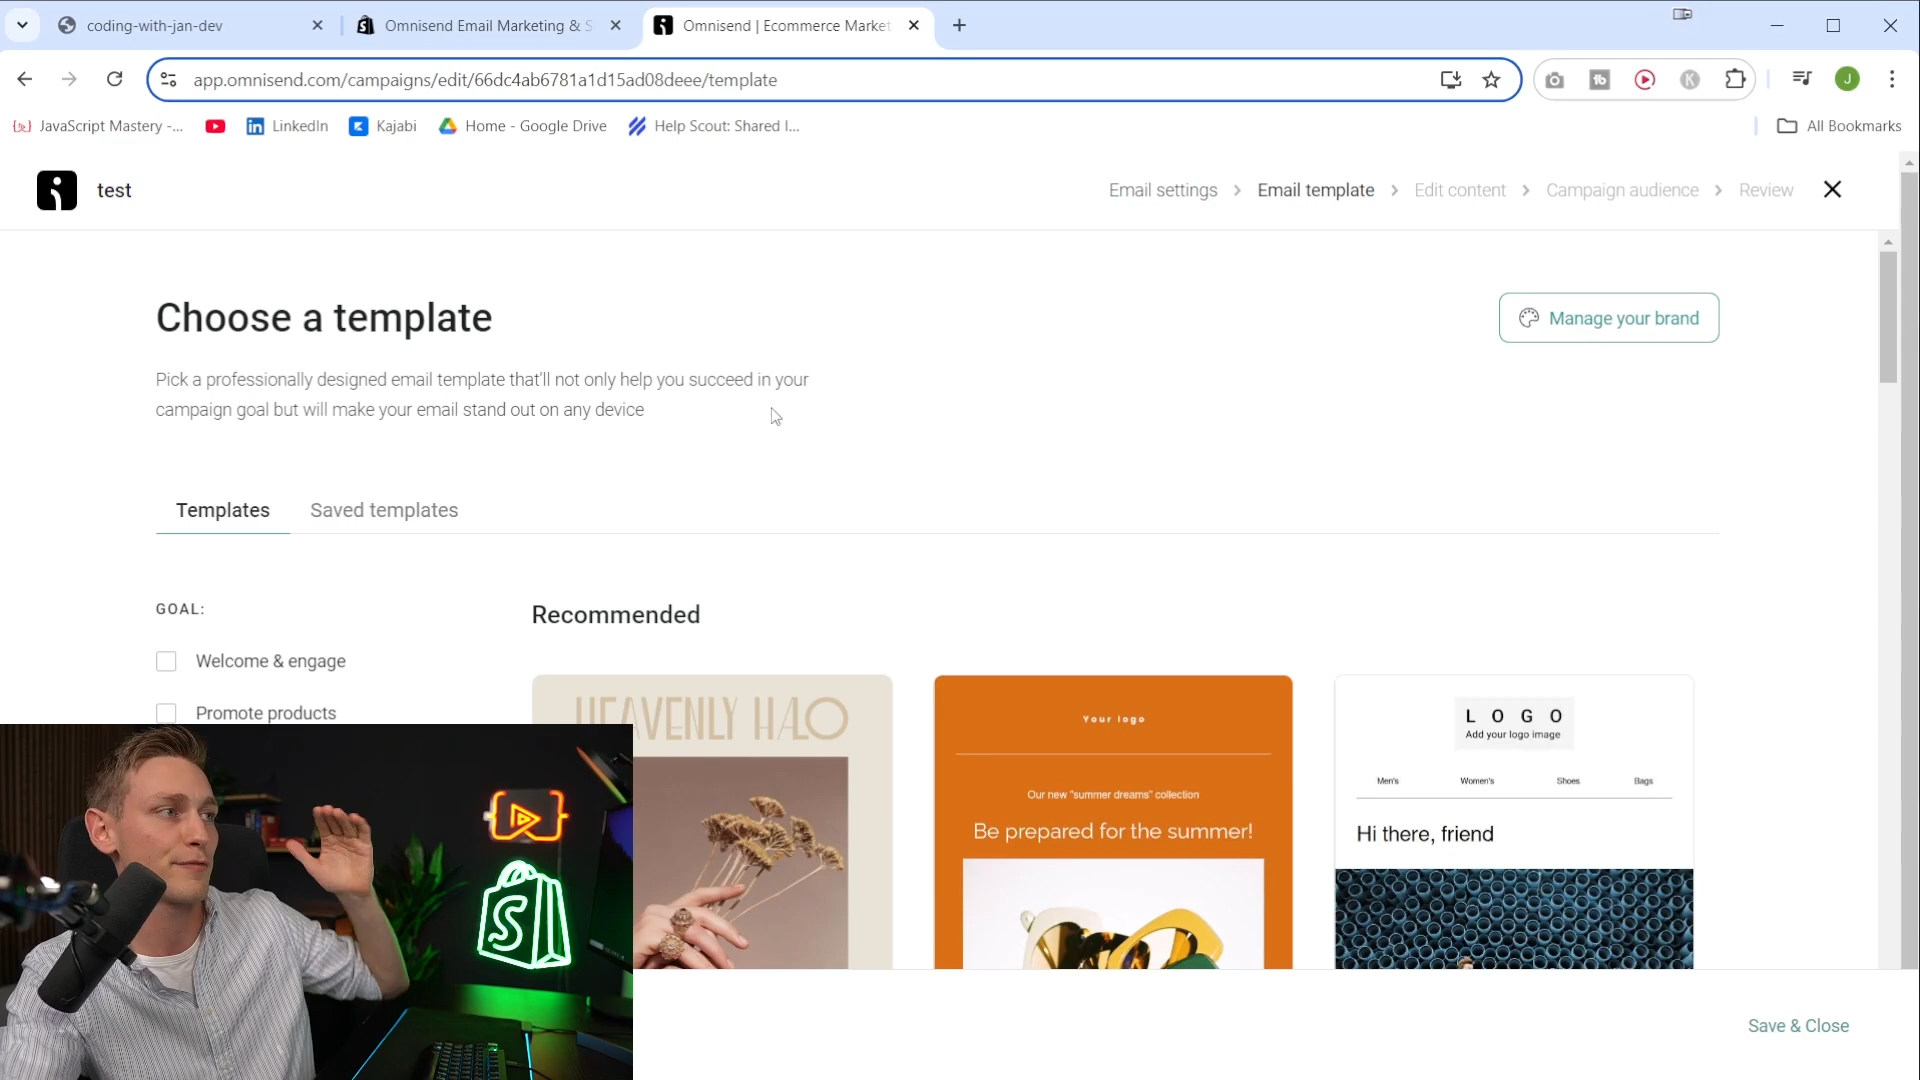 coding-with-jan-dev
Omnisend Email Marketing & S
Omnisend | Ecommerce Market
app.omnisend.com/campaigns/edit/66dc4ab6781a1d15ad08deee/template
J
JavaScript Mastery -...
LinkedIn
Kajabi
Home - Google Drive
Help Scout: Shared I...
All Bookmarks
test
Email settings
Email template
Edit content
Campaign audience
Review
Choose a template
Manage your brand
Pick a professionally designed email template that'll not only help you succeed in your
campaign goal but will make your email stand out on any device
Templates
Saved templates
GOAL:
Welcome & engage
Promote products
Recommended
HEAVENLY HALO
Your logo
Our new "summer dreams" collection
Be prepared for the summer!
LOGO
Add your logo image
Men's
Women's
Shoes
Bags
Hi there, friend
S
Save & Close